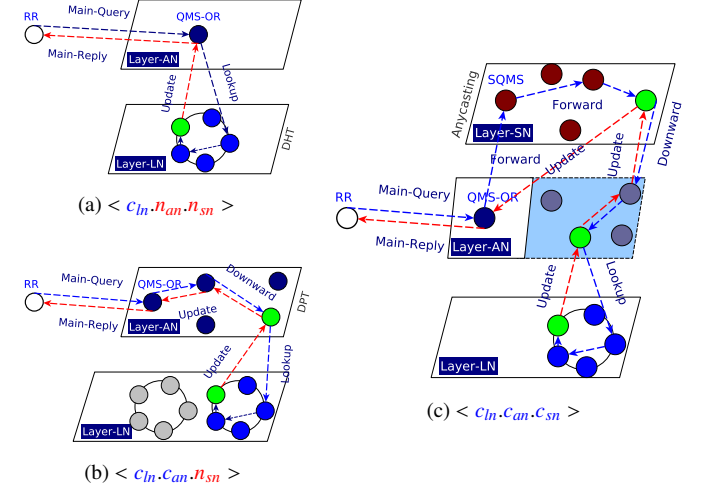 Main-Query
RR
QMS-OR
Main-Reply
Layer-AN
Update
Lookup
DHT
Layer-LN
(a) < c_ln.n_an.n_sn >
RR
Main-Query
QMS-OR
Downward
Main-Reply
Layer-AN
Update
DPT
Update
Lookup
Layer-LN
(b) < c_ln.c_an.n_sn >
Anycasting
SQMS
Forward
Layer-SN
Downward
Forward
Update
Update
RR
Main-Query
QMS-OR
Main-Reply
Layer-AN
Update
Lookup
Layer-LN
(c) < c_ln.c_an.c_sn >